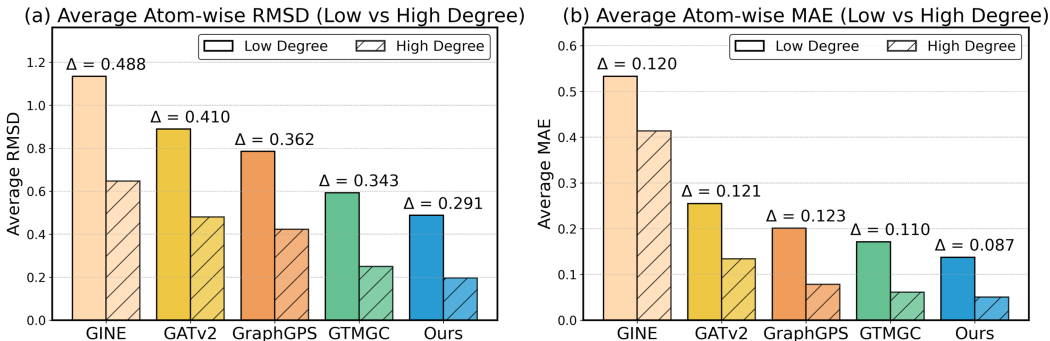 (a) Average Atom-wise RMSD (Low vs High Degree)
Low Degree
High Degree
Δ = 0.488
Δ = 0.410
Δ = 0.362
Δ = 0.343
Δ = 0.291
Average RMSD
1.2
1.0
0.8
0.6
0.4
0.2
0.0
GINE
GATv2
GraphGPS
GTMGC
Ours
(b) Average Atom-wise MAE (Low vs High Degree)
Low Degree
High Degree
Δ = 0.120
Δ = 0.121
Δ = 0.123
Δ = 0.110
Δ = 0.087
Average MAE
0.6
0.5
0.4
0.3
0.2
0.1
0.0
GINE
GATv2
GraphGPS
GTMGC
Ours